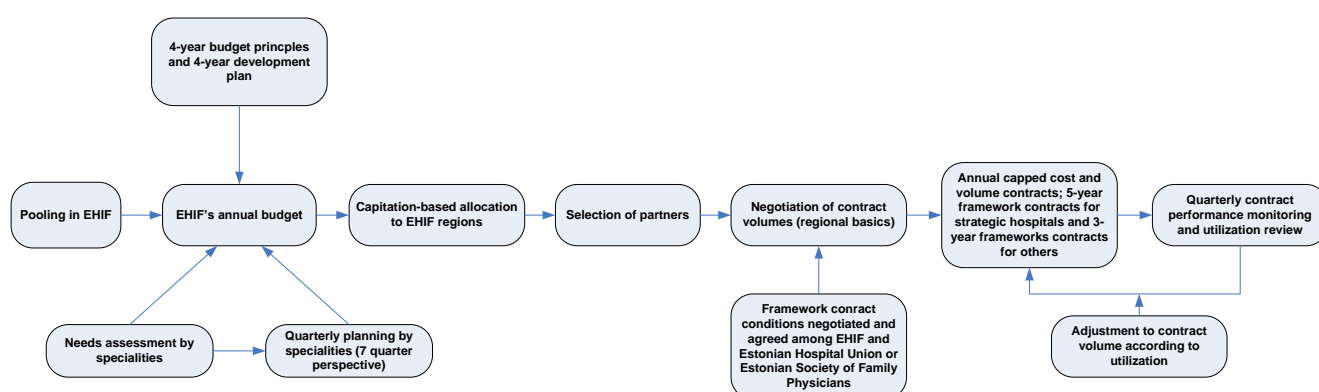 4-year budget princples
and 4-year development
plan
Pooling in EHIF
EHIF's annual budget
Capitation-based allocation
to EHIF regions
Selection of partners
Negotiation of contract
volumes (regional basics)
Annual capped cost and
volume contracts; 5-year
framework contracts for
strategic hospitals and 3-
year frameworks contracts
for others
Quarterly contract
performance monitoring
and utilization review
Needs assessment by
specialities
Quarterly planning by
specialities (7 quarter
perspective)
Framework conract
conditions negotiated and
agreed among EHIF and
Estonian Hospital Union or
Estonian Society of Family
Physicians
Adjustment to contract
volume according to
utilization